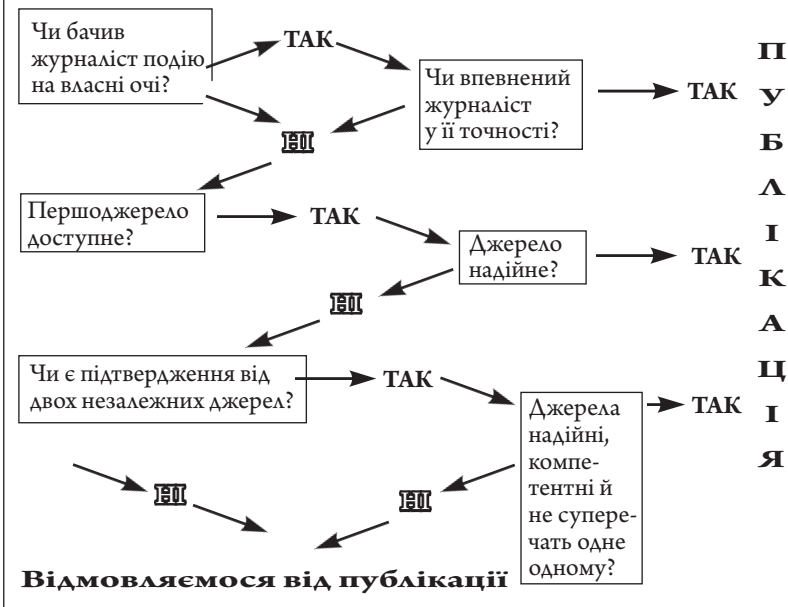 Чи бачив
журналіст подію
на власні очі?
ТАК
Чи впевнений
журналіст
у її точності?
ТАК
НІ
Першоджерело
доступне?
ТАК
Джерело
надійне?
ТАК
НІ
Чи є підтвердження від
двох незалежних джерел?
ТАК
Джерела
надійні,
компе-
тентні й
не супере-
чать одне
одному?
ТАК
НІ
НІ
Відмовляємося від публікації
П
У
Б
Л
І
К
А
Ц
І
Я